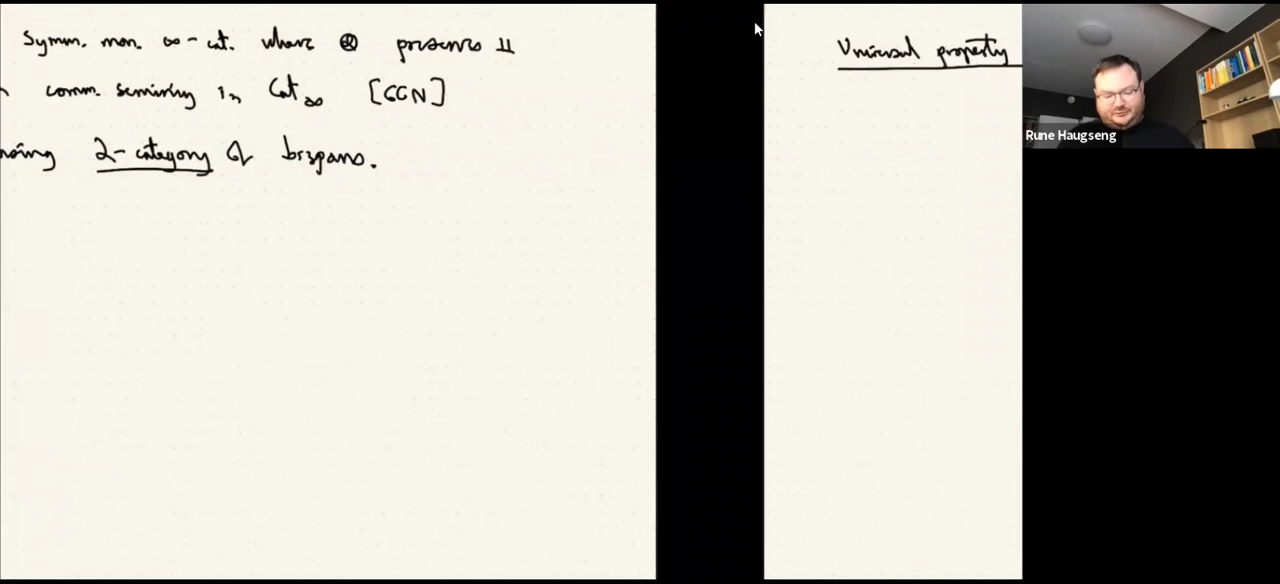 Symm. mon. ∞-cat. where ⊗ preserves ∐
comm. semiring in Cat∞ [GGN]
2-category of bispans.
Universal property
Rune Haugseng